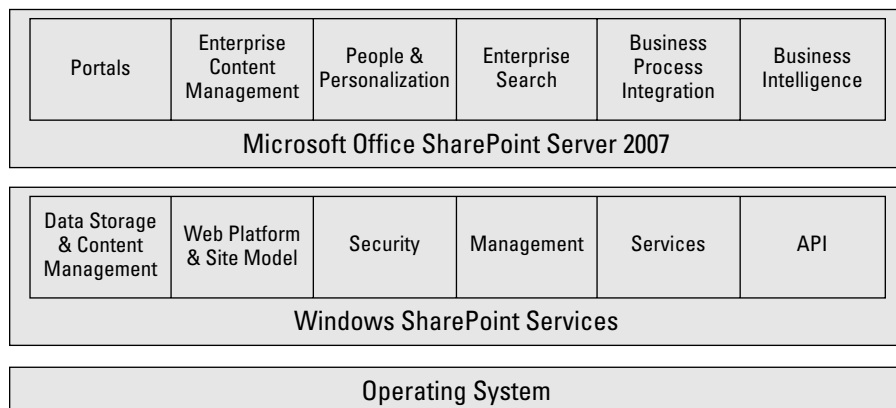 Portals
Enterprise
Content
Management
People &
Personalization
Enterprise
Search
Business
Process
Integration
Business
Intelligence
Microsoft Office SharePoint Server 2007
Data Storage
& Content
Management
Web Platform
& Site Model
Security
Management
Services
API
Windows SharePoint Services
Operating System